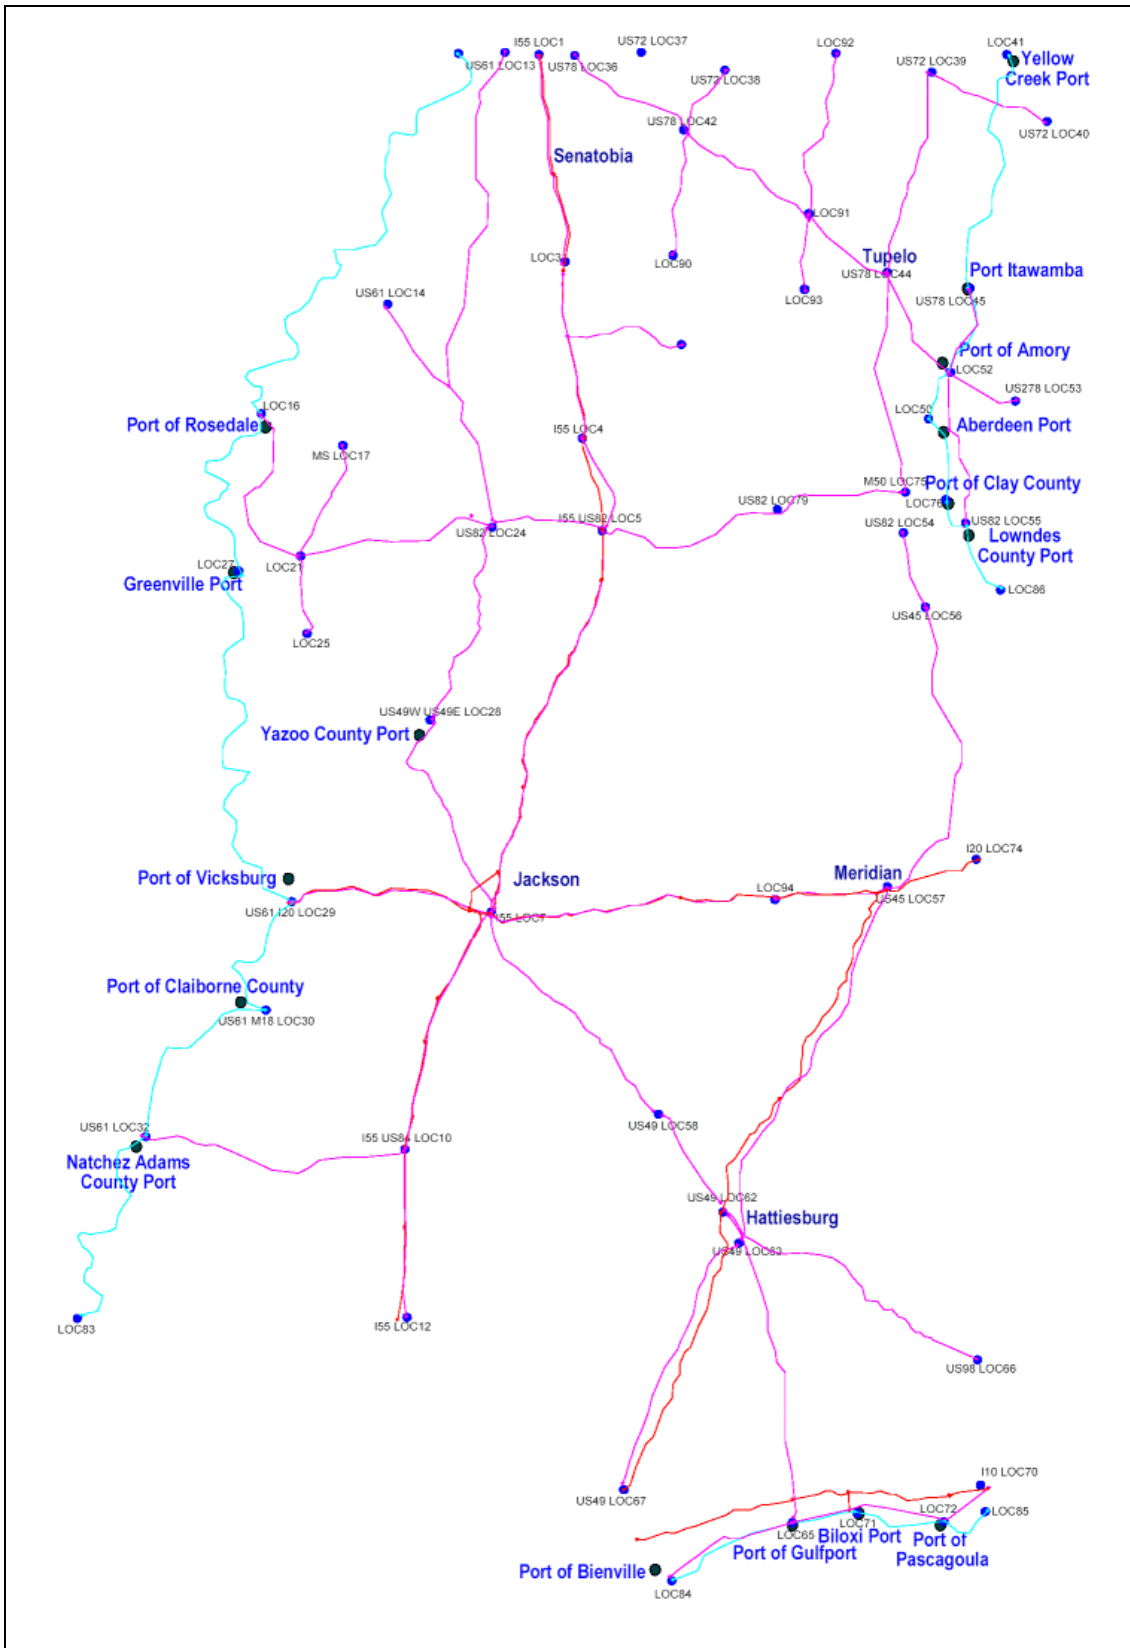 I55 LOC1
US72 LOC37
LOC92
LOC41
US61 LOC13
US78 LOC36
US72 LOC38
US72 LOC39
Yellow
Creek Port
US78 LOC42
US72 LOC40
Senatobia
LOC91
LOC3
LOC90
Tupelo
US78 LOC44
Port Itawamba
US61 LOC14
LOC93
US78 LOC45
Port of Amory
LOC52
US278 LOC53
LOC16
LOC50
Port of Rosedale
Aberdeen Port
I55 LOC4
MS LOC17
M50 LOC75
Port of Clay County
US82 LOC79
LOC76
US82 LOC24
I55 US82 LOC5
US82 LOC54
US82 LOC55
Lowndes
County Port
LOC27
LOC21
Greenville Port
LOC86
US45 LOC56
LOC25
US49W US49E LOC28
Yazoo County Port
I20 LOC74
Port of Vicksburg
Jackson
Meridian
LOC94
US45 LOC57
US61 I20 LOC29
I55 LOC7
Port of Claiborne County
US61 M18 LOC30
US49 LOC58
US61 LOC32
I55 US84 LOC10
Natchez Adams
County Port
US49 LOC62
Hattiesburg
US49 LOC63
LOC83
I55 LOC12
US98 LOC66
I10 LOC70
US49 LOC67
LOC72
LOC85
LOC71
LOC65
Biloxi Port
Port of Gulfport
Port of
Pascagoula
Port of Bienville
LOC84